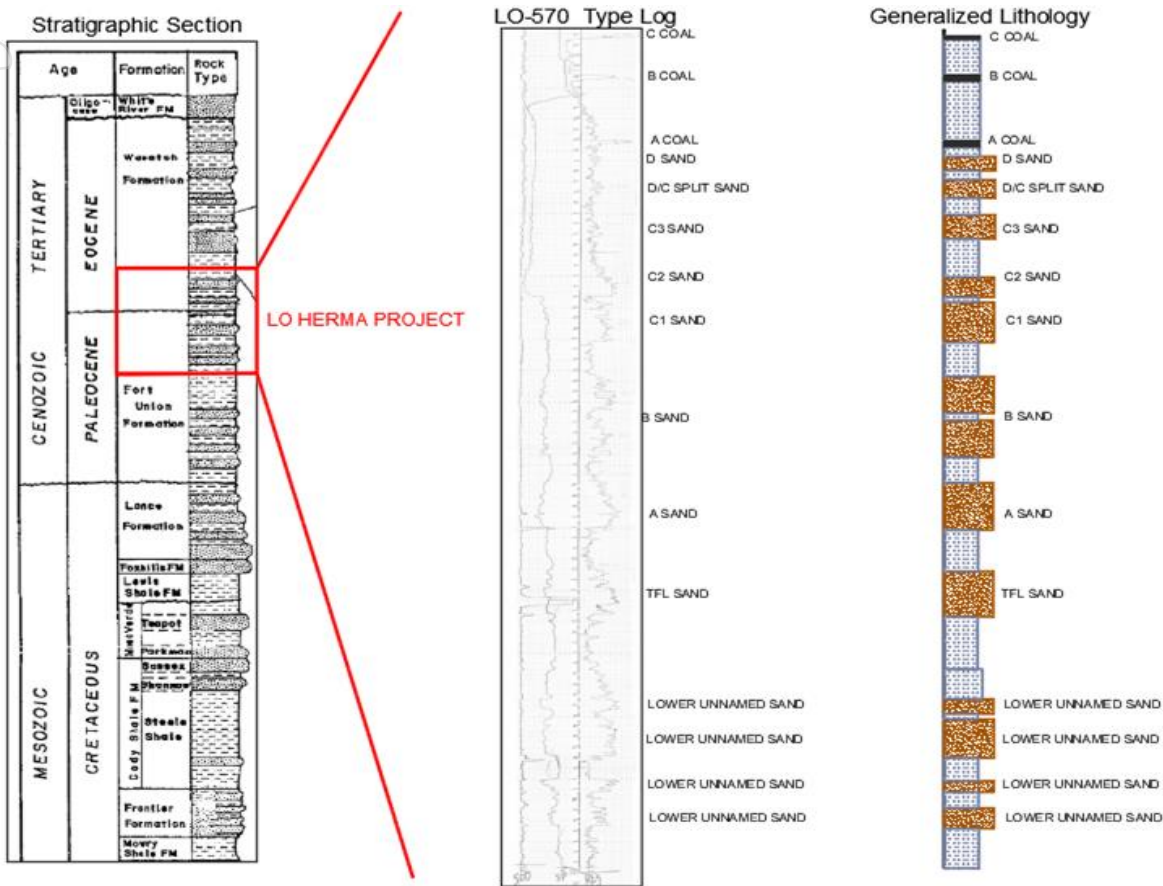 Stratigraphic Section
Age
Formation
Rock
Type
CENOZOIC
TERTIARY
Oligo-
cene
White
River FM
EOCENE
Wasatch
Formation
PALEOCENE
Fort
Union
Formation
MESOZOIC
CRETACEOUS
Lance
Formation
Foxhills FM
Lewis
Shale FM
Teapot
Parkman
Sussex
Shannon
Cody Shale FM
Steele
Shale
Frontier
Formation
Mowry
Shale FM
LO HERMA PROJECT
LO-570 Type Log
C COAL
B COAL
A COAL
D SAND
D/C SPLIT SAND
C3 SAND
C2 SAND
C1 SAND
B SAND
A SAND
TFL SAND
LOWER UNNAMED SAND
LOWER UNNAMED SAND
LOWER UNNAMED SAND
LOWER UNNAMED SAND
Generalized Lithology
C COAL
B COAL
A COAL
D SAND
D/C SPLIT SAND
C3 SAND
C2 SAND
C1 SAND
B SAND
A SAND
TFL SAND
LOWER UNNAMED SAND
LOWER UNNAMED SAND
LOWER UNNAMED SAND
LOWER UNNAMED SAND